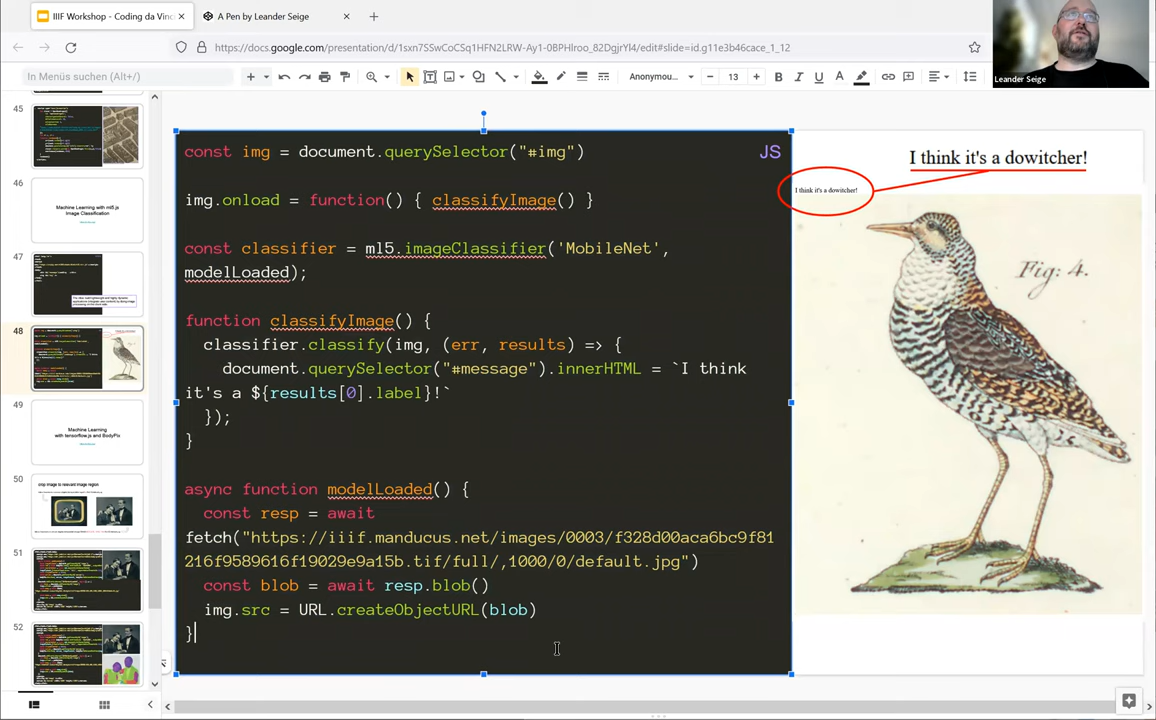 IIIF Workshop - Coding da Vinci
A Pen by Leander Seige
https://docs.google.com/presentation/d/1sxn7SSwCoCSq1HFN2LRW-Ay1-0BPHlroo_82DgjrYl4/edit#slide=id.g11e3b46cace_1_12
Leander Seige
In Menüs suchen (Alt+/)
Anonymou...
13
B I U A
45
46
Machine Learning with ml5.js
Image Classification
47
48
49
Machine Learning
with tensorflow.js and BodyPix
50
crop image to relevant image region
51
52
const img = document.querySelector("#img")
JS
img.onload = function() { classifyImage() }
const classifier = ml5.imageClassifier('MobileNet',
modelLoaded);
function classifyImage() {
classifier.classify(img, (err, results) => {
document.querySelector("#message").innerHTML = `I think
it's a ${results[0].label}!`
});
}
async function modelLoaded() {
const resp = await
fetch("https://iiif.manducus.net/images/0003/f328d00aca6bc9f81
216f9589616f19029e9a15b.tif/full/,1000/0/default.jpg")
const blob = await resp.blob()
img.src = URL.createObjectURL(blob)
}
I think it's a dowitcher!
I think it's a dowitcher!
Fig: 4.